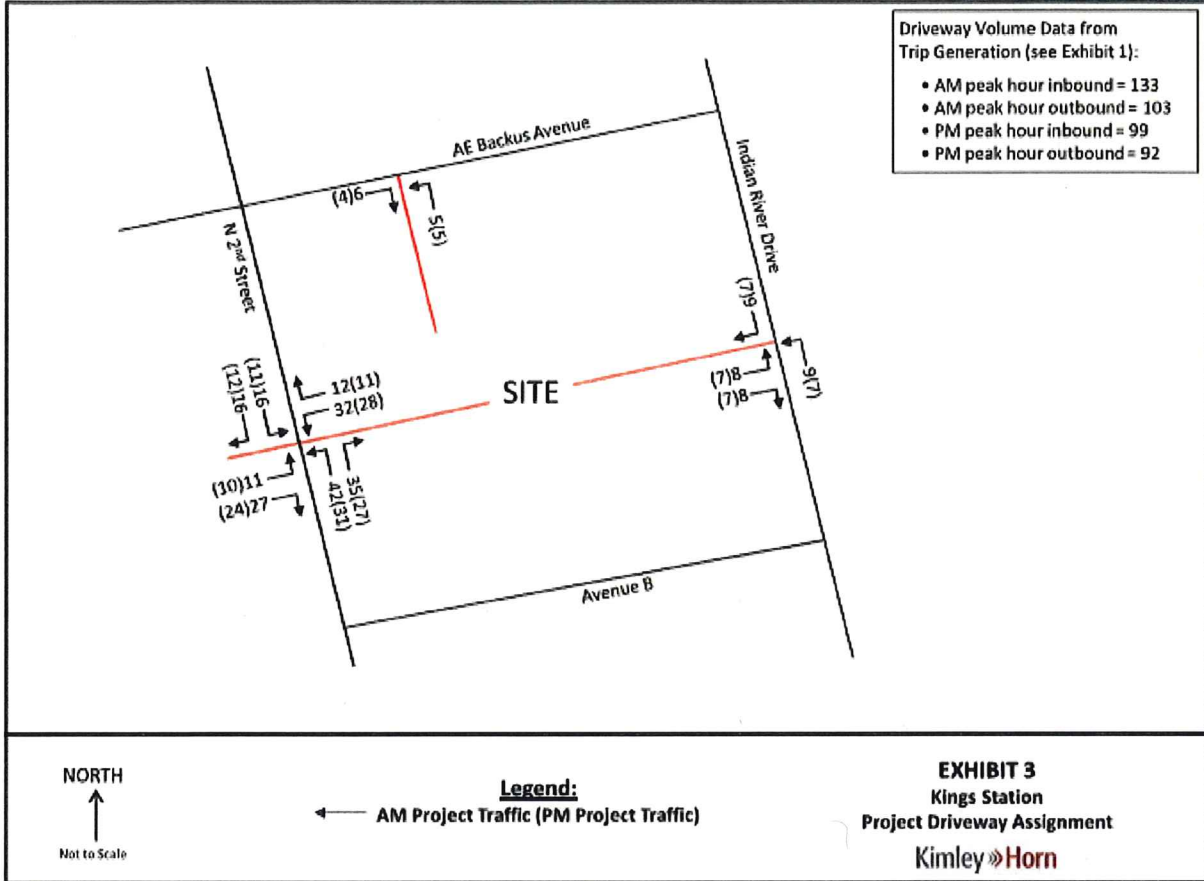 Driveway Volume Data from
Trip Generation (see Exhibit 1):
• AM peak hour inbound = 133
• AM peak hour outbound = 103
• PM peak hour inbound = 99
• PM peak hour outbound = 92
AE Backus Avenue
(4)6
5(5)
N 2nd Street
Indian River Drive
(7)9
(7)8
(7)8
9(7)
(11)16
(12)16
12(11)
32(28)
SITE
(30)11
(24)27
35(27)
42(31)
Avenue B
NORTH
Not to Scale
Legend:
AM Project Traffic (PM Project Traffic)
EXHIBIT 3
Kings Station
Project Driveway Assignment
Kimley»Horn